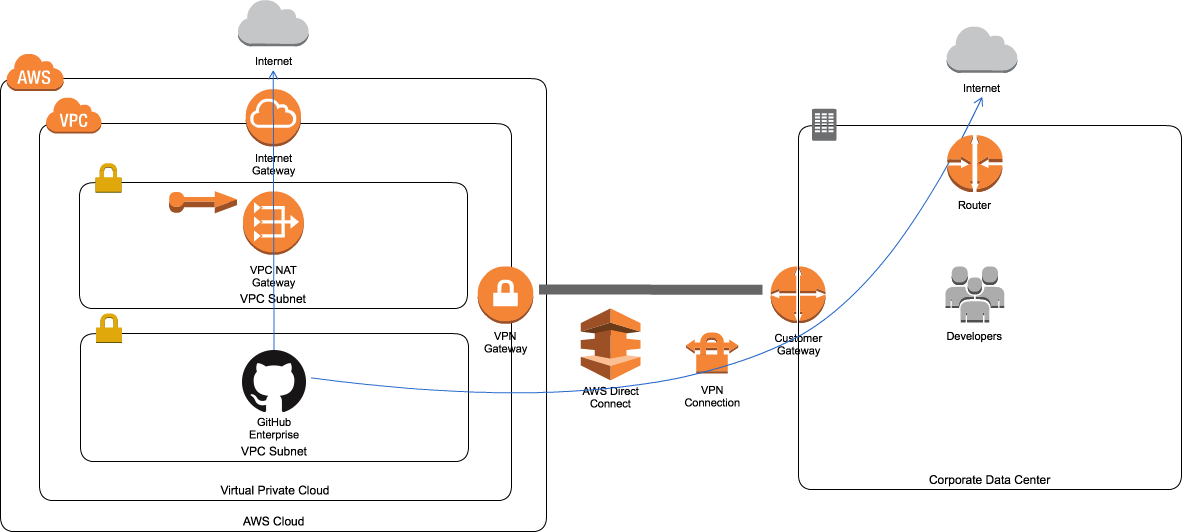 Internet
AWS
VPC
Internet
Gateway
VPC NAT
Gateway
VPC Subnet
VPN
Gateway
GitHub
Enterprise
VPC Subnet
Virtual Private Cloud
AWS Cloud
AWS Direct
Connect
VPN
Connection
Internet
Router
Customer
Gateway
Developers
Corporate Data Center